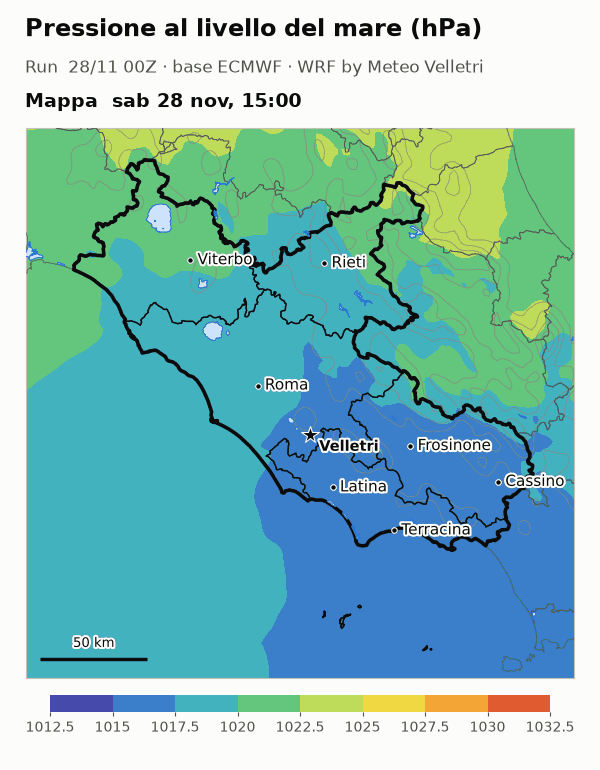 Pressione al livello del mare (hPa)
Run  28/11 00Z · base ECMWF · WRF by Meteo Velletri
Mappa  sab 28 nov, 15:00
Viterbo
Rieti
Roma
Velletri
Frosinone
Cassino
Latina
Terracina
50 km
1012.5 1015 1017.5 1020 1022.5 1025 1027.5 1030 1032.5